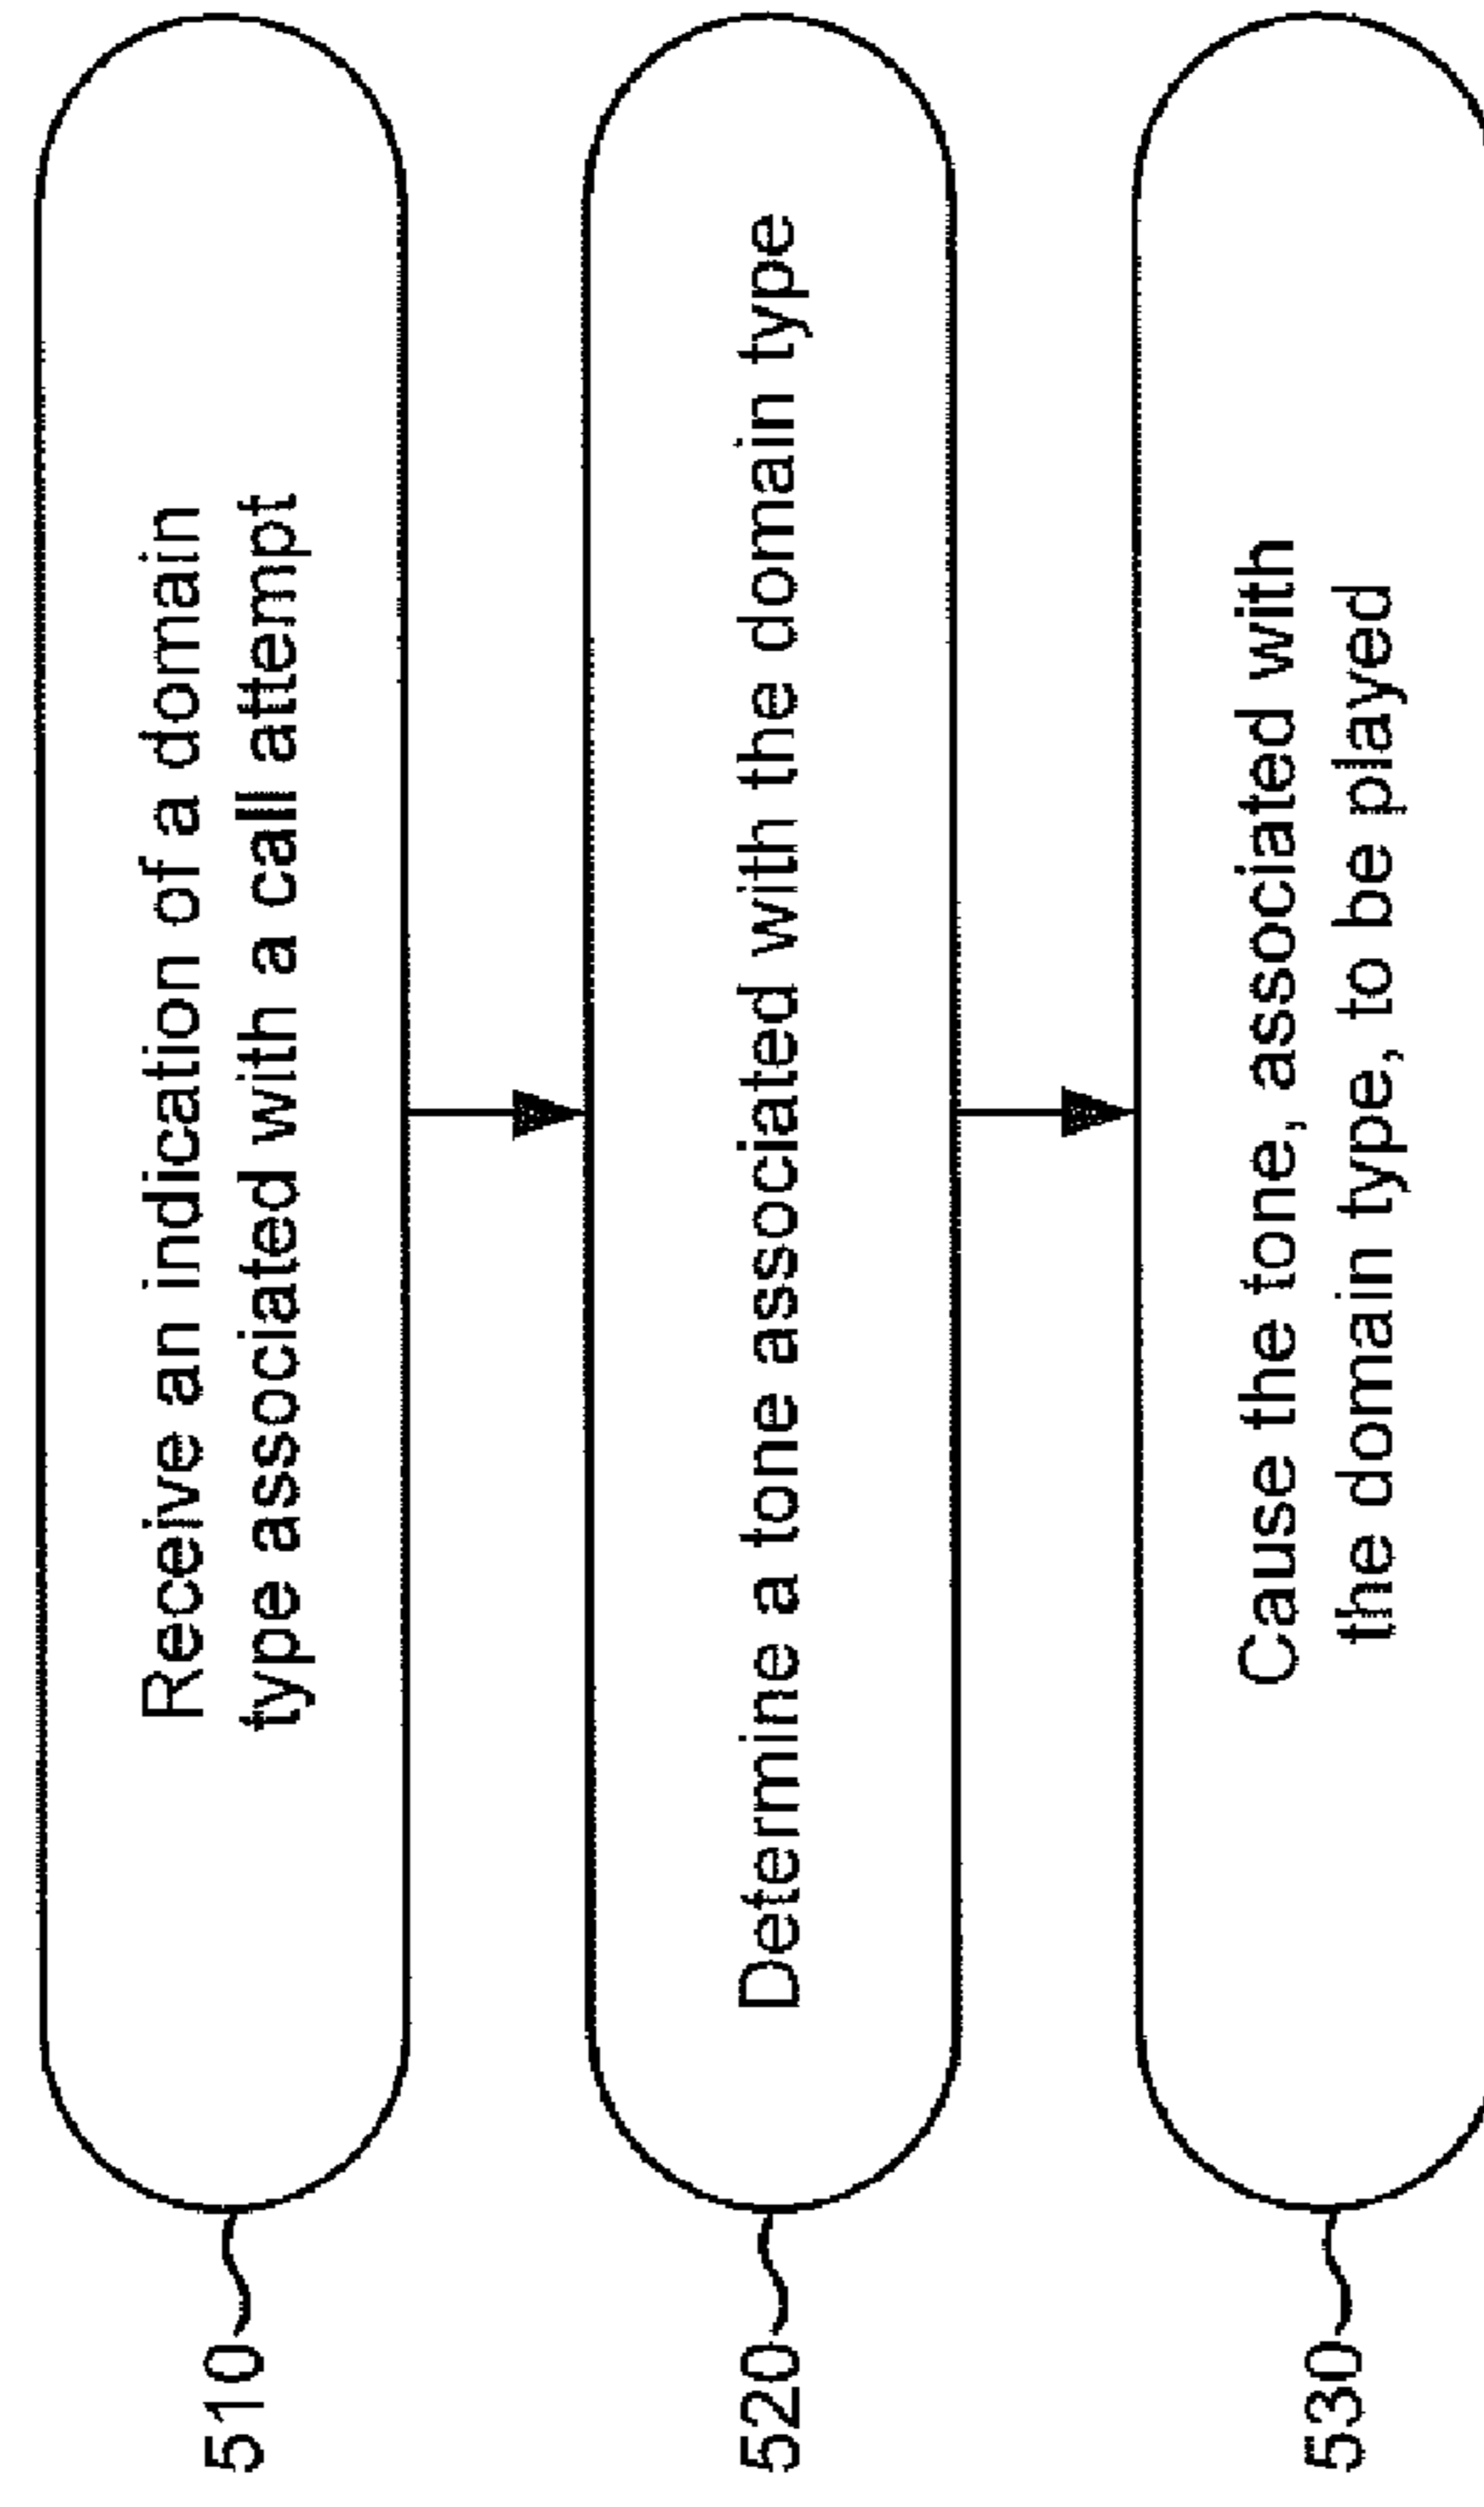 510
Receive an indication of a domain
type associated with a call attempt
520
Determine a tone associated with the domain type
530
Cause the tone, associated with
the domain type, to be played